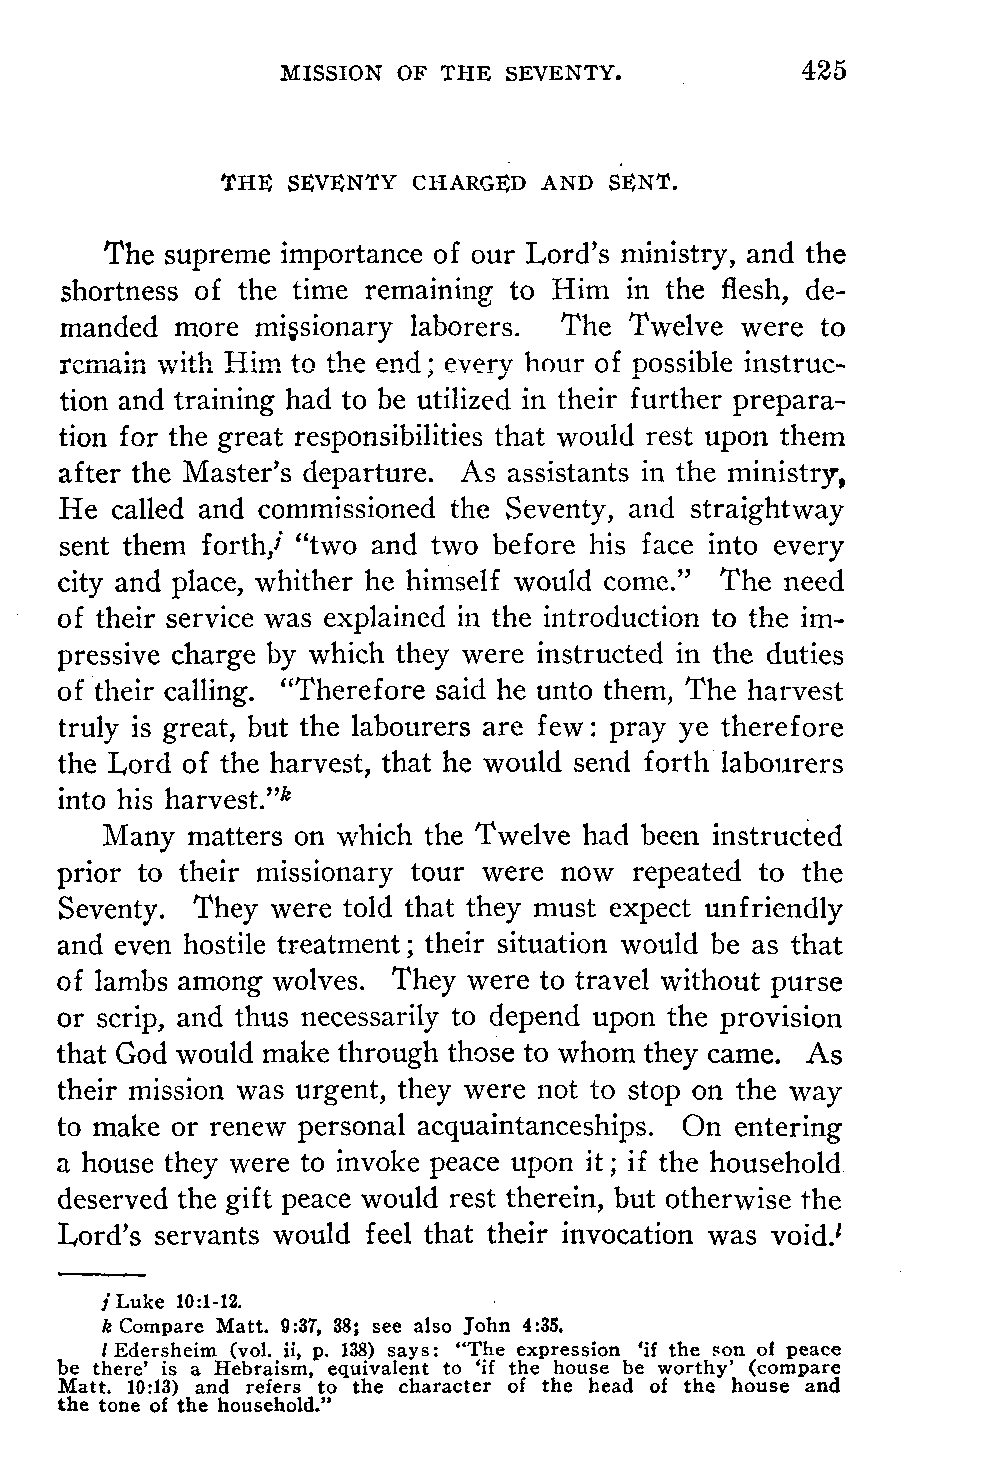 MISSION OF THE SEVENTY. 425
THE SEVENTY CHARGED AND SENT.
The supreme importance of our Lord's ministry, and the
shortness of the time remaining to Him in the flesh, de-
manded more missionary laborers. The Twelve were to
remain with Him to the end; every hour of possible instruc-
tion and training had to be utilized in their further prepara-
tion for the great responsibilities that would rest upon them
after the Master's departure. As assistants in the ministry,
He called and commissioned the Seventy, and straightway
sent them forth,j "two and two before his face into every
city and place, whither he himself would come." The need
of their service was explained in the introduction to the im-
pressive charge by which they were instructed in the duties
of their calling. "Therefore said he unto them, The harvest
truly is great, but the labourers are few: pray ye therefore
the Lord of the harvest, that he would send forth labourers
into his harvest."k
Many matters on which the Twelve had been instructed
prior to their missionary tour were now repeated to the
Seventy. They were told that they must expect unfriendly
and even hostile treatment; their situation would be as that
of lambs among wolves. They were to travel without purse
or scrip, and thus necessarily to depend upon the provision
that God would make through those to whom they came. As
their mission was urgent, they were not to stop on the way
to make or renew personal acquaintanceships. On entering
a house they were to invoke peace upon it; if the household
deserved the gift peace would rest therein, but otherwise the
Lord's servants would feel that their invocation was void.l
j Luke 10:1-12.
k Compare Matt. 9:37, 38; see also John 4:35.
l Edersheim (vol. ii, p. 138) says: "The expression 'if the son of peace
be there' is a Hebraism, equivalent to 'if the house be worthy' (compare
Matt. 10:13) and refers to the character of the head of the house and
the tone of the household."